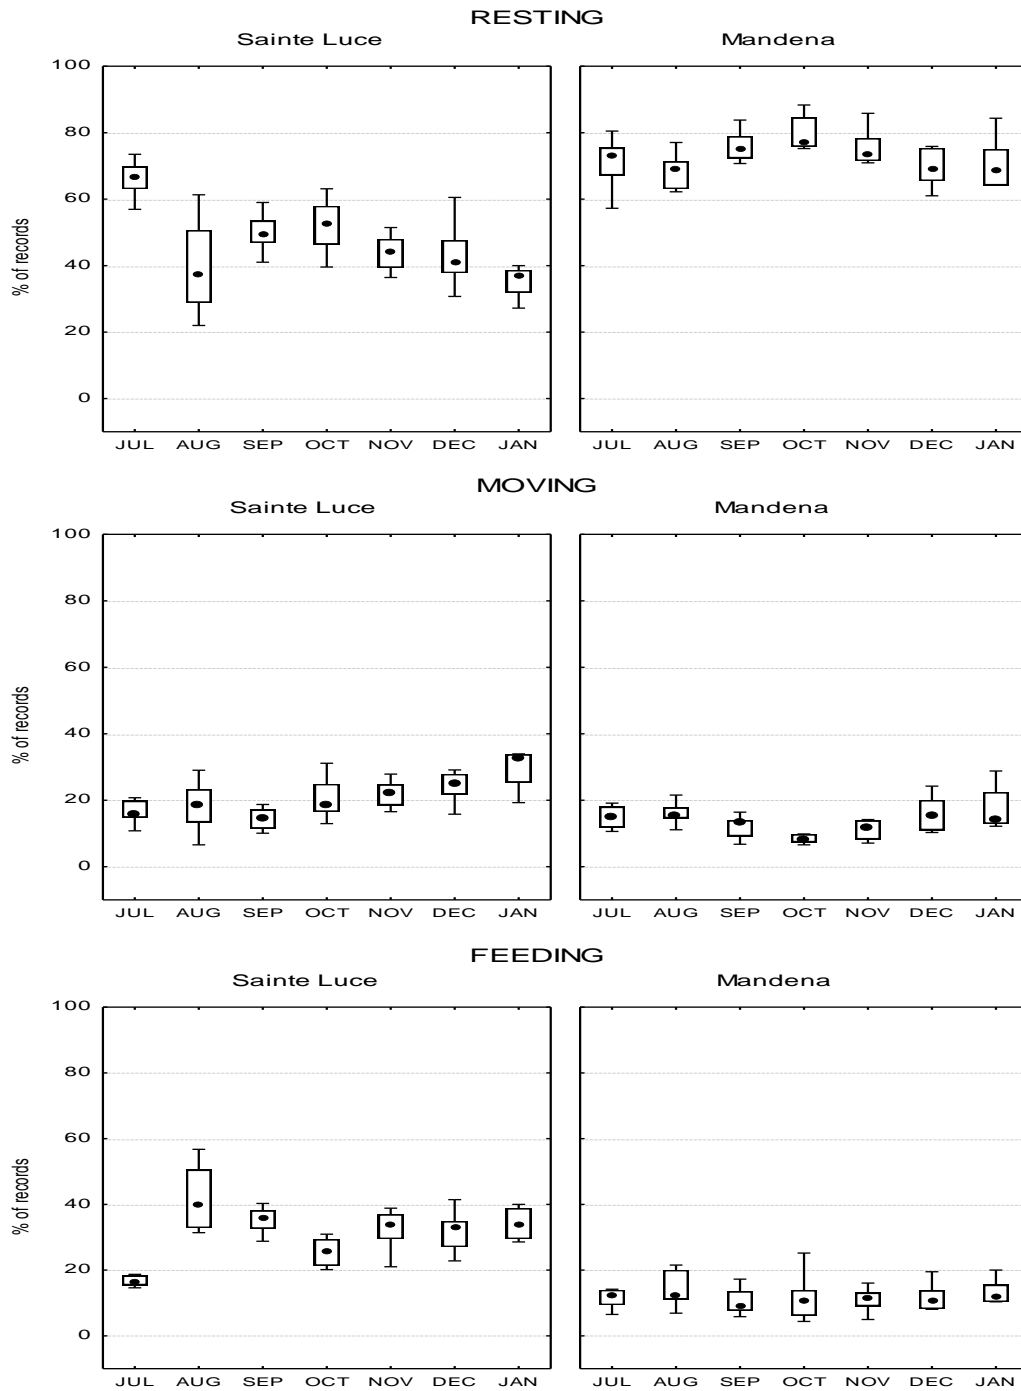 RESTING
Sainte Luce Mandena
100
80
60
40
20
0
% of records
JUL AUG SEP OCT NOV DEC JAN JUL AUG SEP OCT NOV DEC JAN
MOVING
Sainte Luce Mandena
100
80
60
40
20
0
% of records
JUL AUG SEP OCT NOV DEC JAN JUL AUG SEP OCT NOV DEC JAN
FEEDING
Sainte Luce Mandena
100
80
60
40
20
0
% of records
JUL AUG SEP OCT NOV DEC JAN JUL AUG SEP OCT NOV DEC JAN